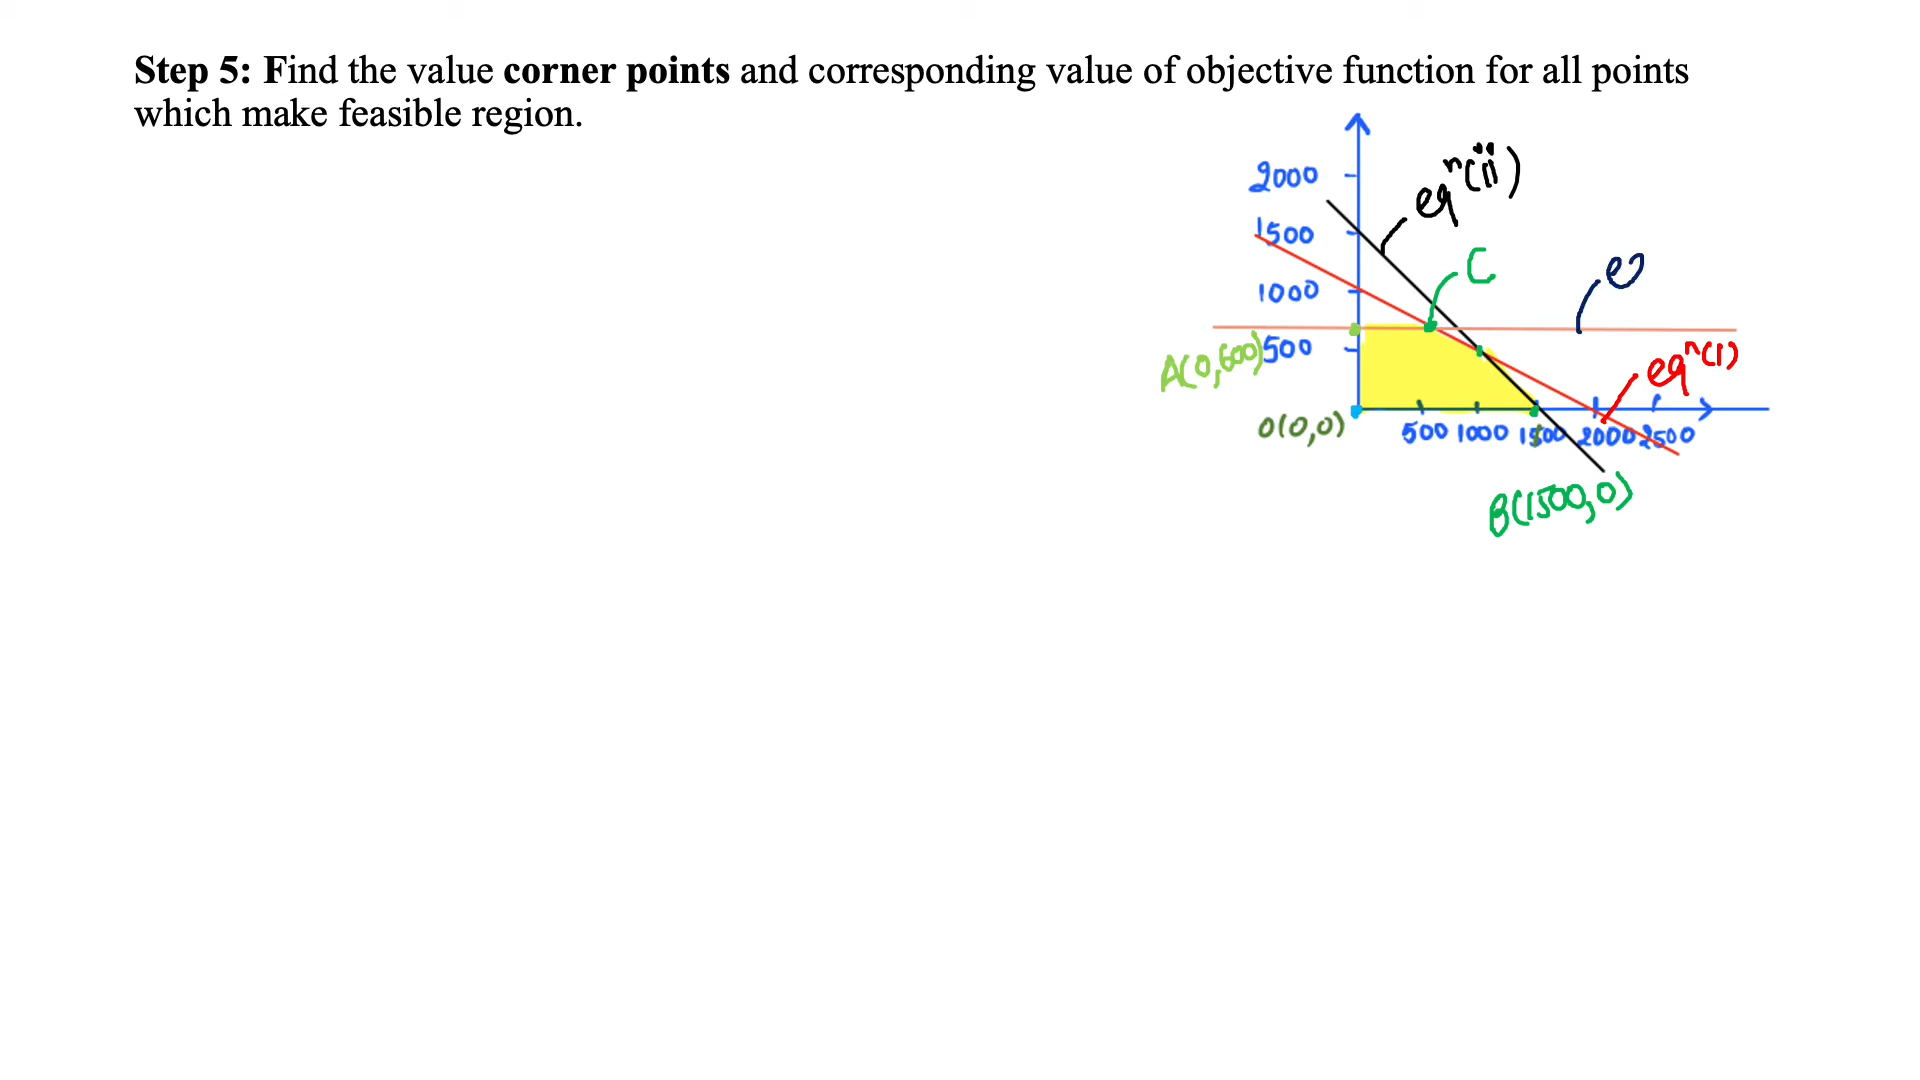 Step 5: Find the value corner points and corresponding value of objective function for all points
which make feasible region.
2000
eqⁿ(ii)
1500
C
1000
e
eqⁿ(1)
A(0,600)
500
O(0,0)
500 1000 1500 2000 2500
B(1500,0)